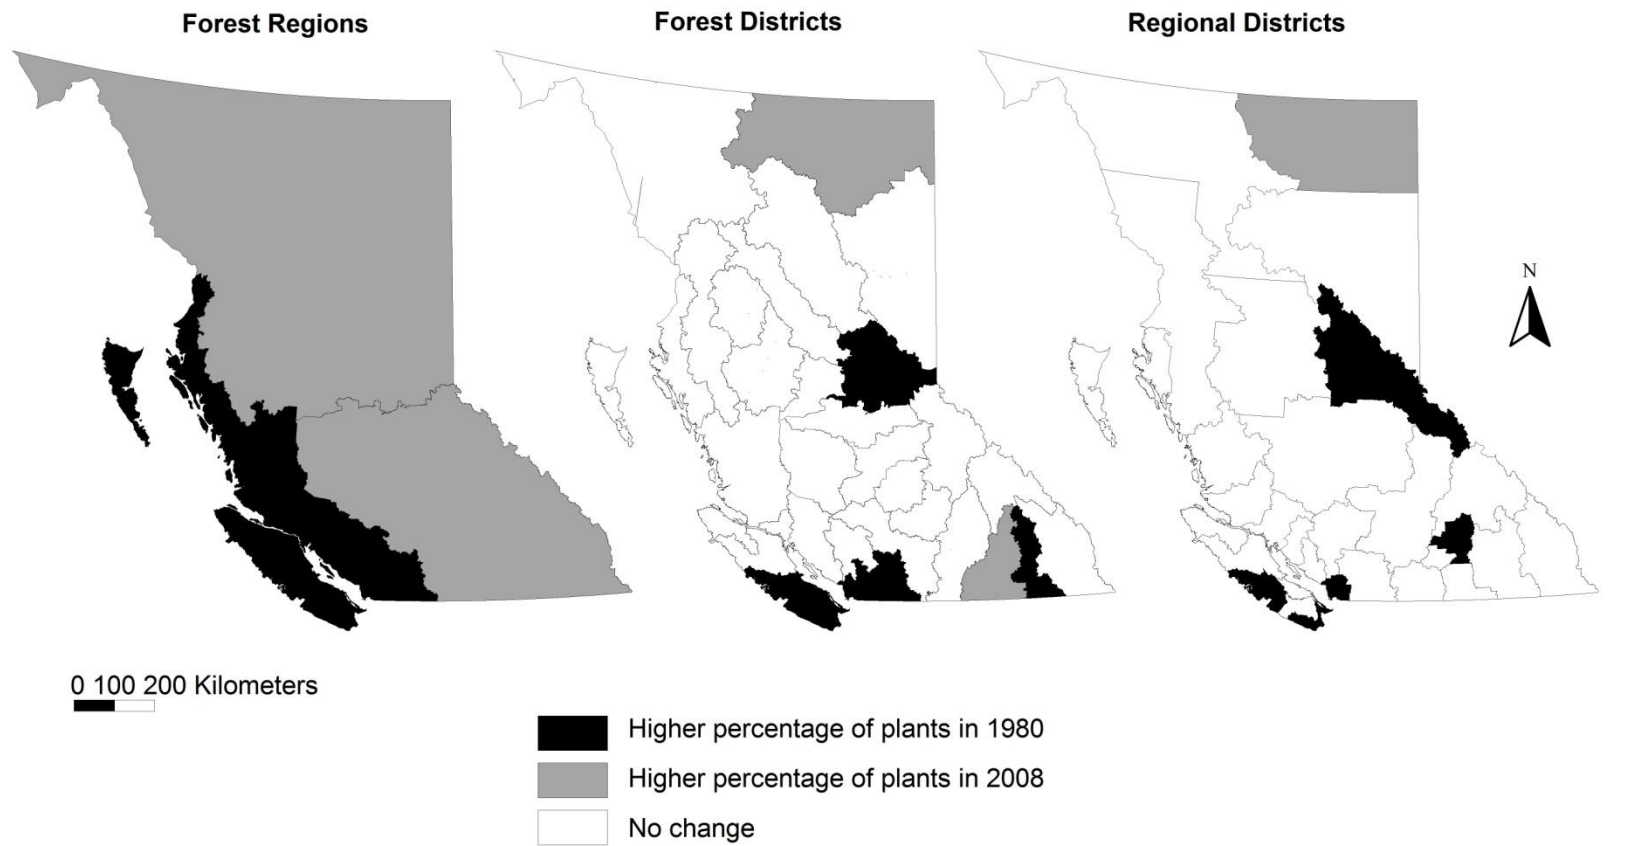 Forest Regions
Forest Districts
Regional Districts
N
0 100 200 Kilometers
Higher percentage of plants in 1980
Higher percentage of plants in 2008
No change